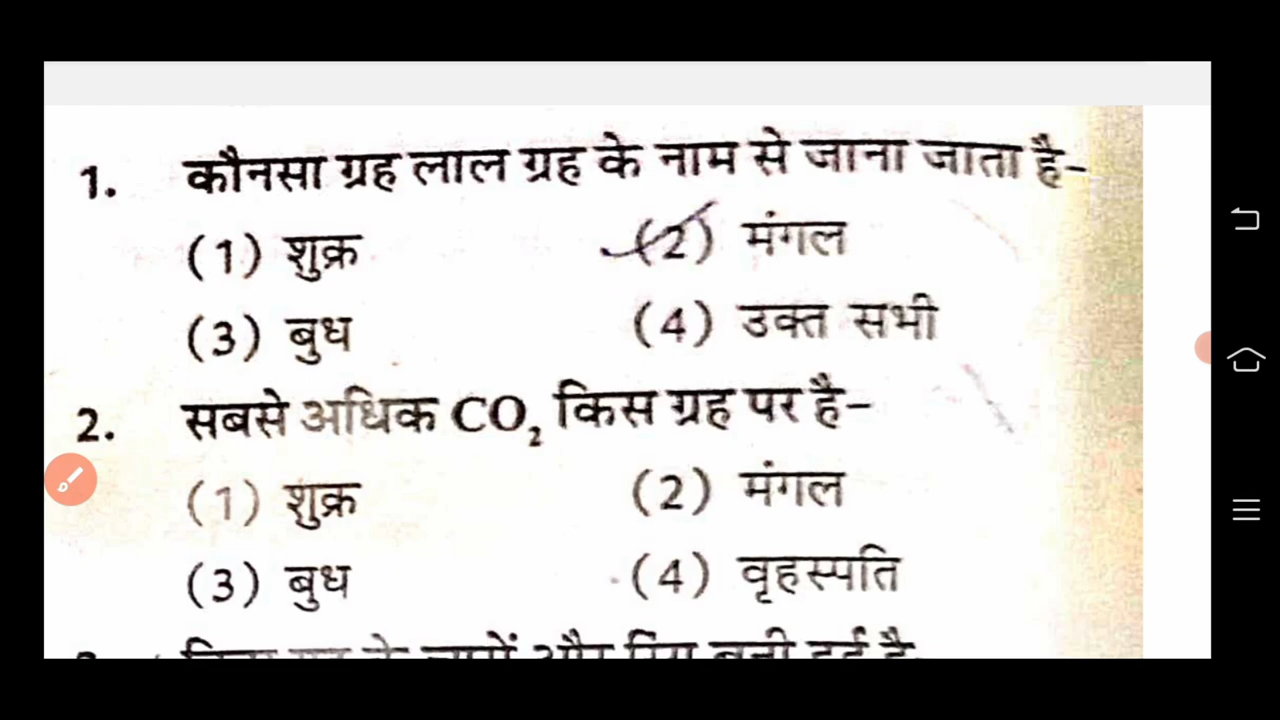 1. कौनसा ग्रह लाल ग्रह के नाम से जाना जाता है-
(1) शुक्र (2) मंगल
(3) बुध (4) उक्त सभी
2. सबसे अधिक CO₂ किस ग्रह पर है-
(1) शुक्र (2) मंगल
(3) बुध (4) वृहस्पति